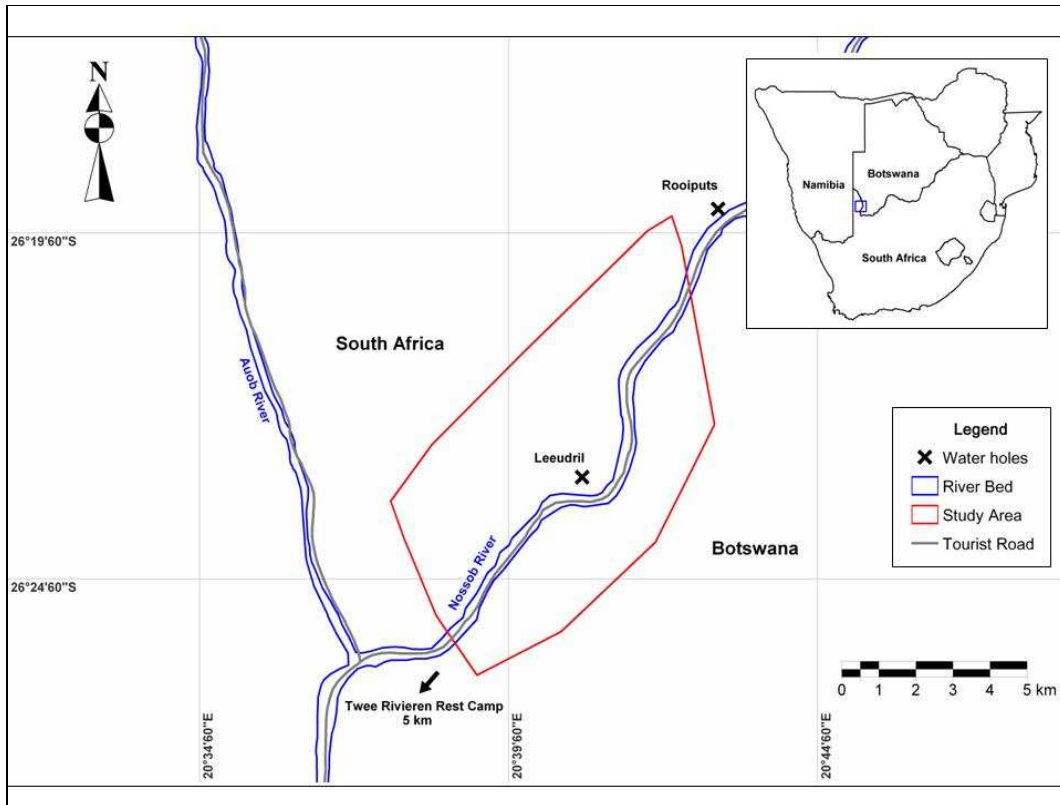 N
Rooiputs
Namibia
Botswana
South Africa
26°19'60"S
South Africa
Auob River
Leeudril
Legend
Water holes
River Bed
Study Area
Tourist Road
Nossob River
Botswana
26°24'60"S
Twee Rivieren Rest Camp
5 km
0 1 2 3 4 5 km
20°34'60"E
20°39'60"E
20°44'60"E